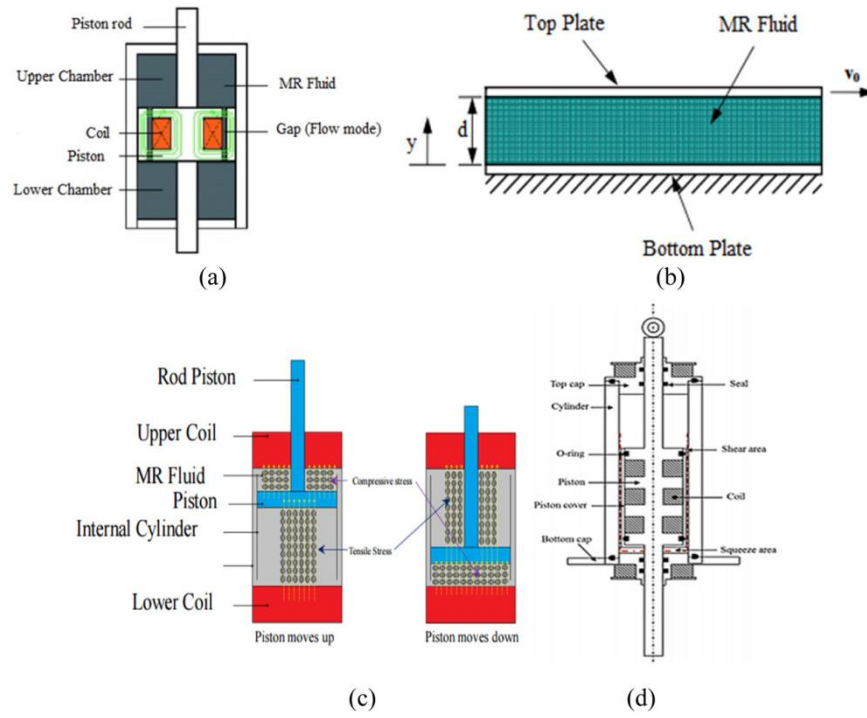 Piston rod
Upper Chamber
MR Fluid
Coil
Gap (Flow mode)
Piston
Lower Chamber
(a)
Top Plate
MR Fluid
v₀
d
y
Bottom Plate
(b)
Rod Piston
Upper Coil
MR Fluid
Compressive stress
Piston
Internal Cylinder
Tensile Stress
Lower Coil
Piston moves up
Piston moves down
(c)
Top cap
Seal
Cylinder
O-ring
Shear area
Piston
Coil
Piston cover
Bottom cap
Squeeze area
(d)